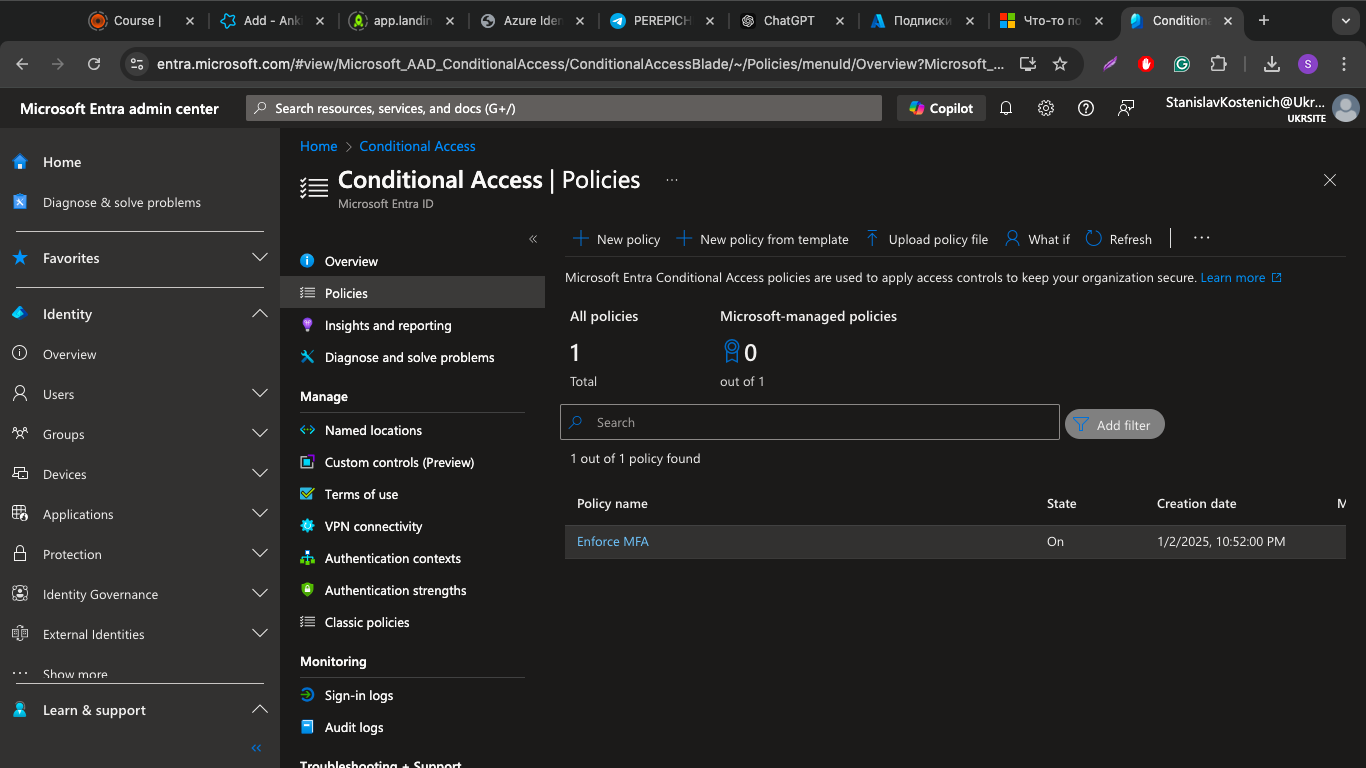 Course |
Add - Ank
app.landin
Azure Iden
PEREPICH
ChatGPT
Подписки
Что-то по
Conditiona
entra.microsoft.com/#view/Microsoft_AAD_ConditionalAccess/ConditionalAccessBlade/~/Policies/menuId/Overview?Microsoft_...
S
Microsoft Entra admin center
Search resources, services, and docs (G+/)
Copilot
StanislavKostenich@Ukr...
UKRSITE
Home
Diagnose & solve problems
Favorites
Identity
Overview
Users
Groups
Devices
Applications
Protection
Identity Governance
External Identities
Show more
Learn & support
Home > Conditional Access
Conditional Access | Policies ...
Microsoft Entra ID
Overview
Policies
Insights and reporting
Diagnose and solve problems
Manage
Named locations
Custom controls (Preview)
Terms of use
VPN connectivity
Authentication contexts
Authentication strengths
Classic policies
Monitoring
Sign-in logs
Audit logs
Troubleshooting + Support
New policy New policy from template Upload policy file What if Refresh ...
Microsoft Entra Conditional Access policies are used to apply access controls to keep your organization secure. Learn more
All policies Microsoft-managed policies
1 0
Total out of 1
Search Add filter
1 out of 1 policy found
Policy name State Creation date M
Enforce MFA On 1/2/2025, 10:52:00 PM